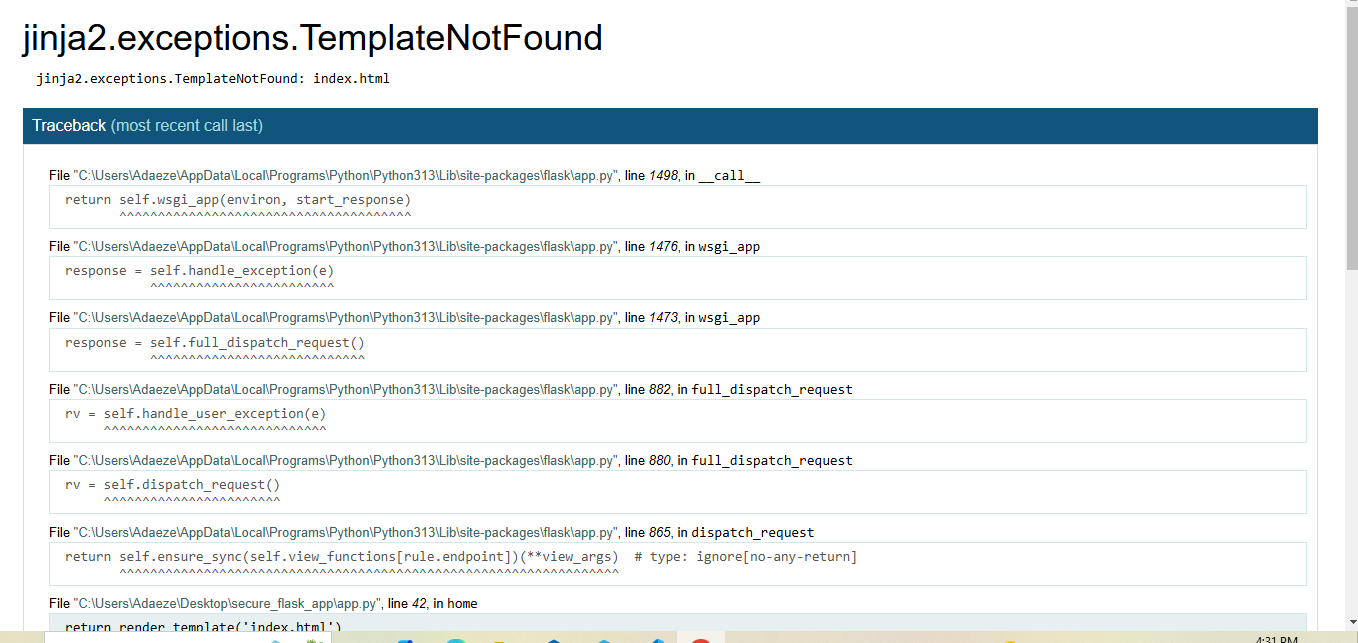 jinja2.exceptions.TemplateNotFound
jinja2.exceptions.TemplateNotFound: index.html
Traceback (most recent call last)
File "C:\Users\Adaeze\AppData\Local\Programs\Python\Python313\Lib\site-packages\flask\app.py", line 1498, in __call__
return self.wsgi_app(environ, start_response)
^^^^^^^^^^^^^^^^^^^^^^^^^^^^^^^^^^^^^^
File "C:\Users\Adaeze\AppData\Local\Programs\Python\Python313\Lib\site-packages\flask\app.py", line 1476, in wsgi_app
response = self.handle_exception(e)
^^^^^^^^^^^^^^^^^^^^^^^^
File "C:\Users\Adaeze\AppData\Local\Programs\Python\Python313\Lib\site-packages\flask\app.py", line 1473, in wsgi_app
response = self.full_dispatch_request()
^^^^^^^^^^^^^^^^^^^^^^^^^^^^
File "C:\Users\Adaeze\AppData\Local\Programs\Python\Python313\Lib\site-packages\flask\app.py", line 882, in full_dispatch_request
rv = self.handle_user_exception(e)
^^^^^^^^^^^^^^^^^^^^^^^^^^^^^
File "C:\Users\Adaeze\AppData\Local\Programs\Python\Python313\Lib\site-packages\flask\app.py", line 880, in full_dispatch_request
rv = self.dispatch_request()
^^^^^^^^^^^^^^^^^^^^^^^
File "C:\Users\Adaeze\AppData\Local\Programs\Python\Python313\Lib\site-packages\flask\app.py", line 865, in dispatch_request
return self.ensure_sync(self.view_functions[rule.endpoint])(**view_args)  # type: ignore[no-any-return]
^^^^^^^^^^^^^^^^^^^^^^^^^^^^^^^^^^^^^^^^^^^^^^^^^^^^^^^^^^^^^^^^^
File "C:\Users\Adaeze\Desktop\secure_flask_app\app.py", line 42, in home
return render_template('index.html')
4:31 PM